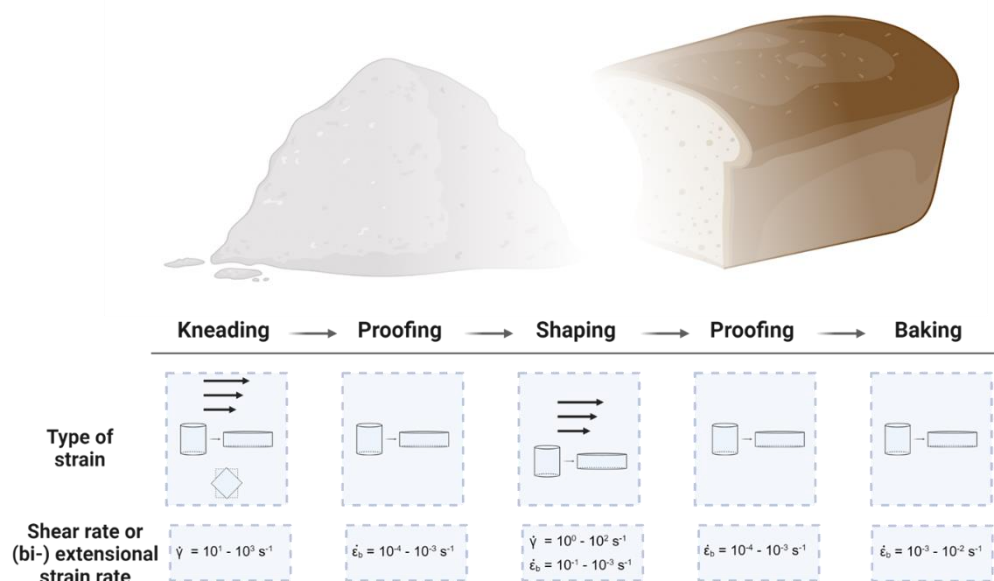 Kneading → Proofing → Shaping → Proofing → Baking
Type of
strain
Shear rate or
(bi-) extensional
strain rate
γ̇ = 10¹ - 10³ s⁻¹
ε̇b = 10⁻⁴ - 10⁻³ s⁻¹
γ̇ = 10⁰ - 10² s⁻¹
ε̇b = 10⁻¹ - 10⁻³ s⁻¹
ε̇b = 10⁻⁴ - 10⁻³ s⁻¹
ε̇b = 10⁻³ - 10⁻² s⁻¹